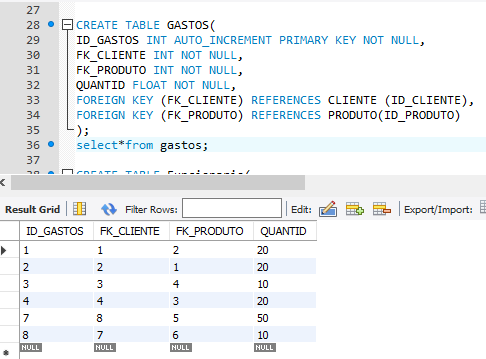 27
28 CREATE TABLE GASTOS(
29 ID_GASTOS INT AUTO_INCREMENT PRIMARY KEY NOT NULL,
30 FK_CLIENTE INT NOT NULL,
31 FK_PRODUTO INT NOT NULL,
32 QUANTID FLOAT NOT NULL,
33 FOREIGN KEY (FK_CLIENTE) REFERENCES CLIENTE (ID_CLIENTE),
34 FOREIGN KEY (FK_PRODUTO) REFERENCES PRODUTO(ID_PRODUTO)
35 );
36 select*from gastos;
37
38 CREATE TABLE Funcionario(
Result Grid Filter Rows: Edit: Export/Import:
ID_GASTOS FK_CLIENTE FK_PRODUTO QUANTID
1 1 2 20
2 2 1 20
3 3 4 10
4 4 3 20
7 8 5 50
8 7 6 10
NULL NULL NULL NULL